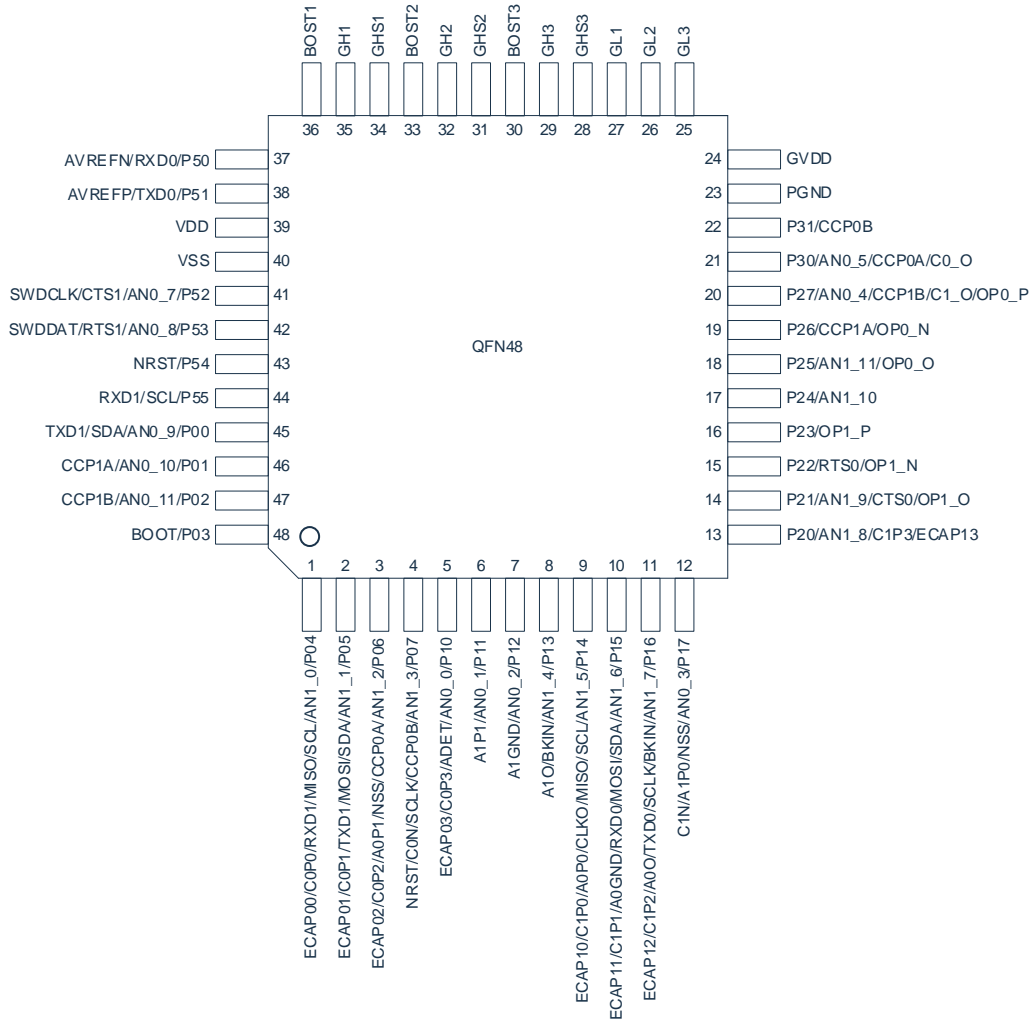 BOST1
GH1
GHS1
BOST2
GH2
GHS2
BOST3
GH3
GHS3
GL1
GL2
GL3
36
35
34
33
32
31
30
29
28
27
26
25
AVREFN/RXD0/P50
37
AVREFP/TXD0/P51
38
VDD
39
VSS
40
SWDCLK/CTS1/AN0_7/P52
41
SWDDAT/RTS1/AN0_8/P53
42
NRST/P54
43
RXD1/SCL/P55
44
TXD1/SDA/AN0_9/P00
45
CCP1A/AN0_10/P01
46
CCP1B/AN0_11/P02
47
BOOT/P03
48
QFN48
24
GVDD
23
PGND
22
P31/CCP0B
21
P30/AN0_5/CCP0A/C0_O
20
P27/AN0_4/CCP1B/C1_O/OP0_P
19
P26/CCP1A/OP0_N
18
P25/AN1_11/OP0_O
17
P24/AN1_10
16
P23/OP1_P
15
P22/RTS0/OP1_N
14
P21/AN1_9/CTS0/OP1_O
13
P20/AN1_8/C1P3/ECAP13
1
2
3
4
5
6
7
8
9
10
11
12
ECAP00/C0P0/RXD1/MISO/SCL/AN1_0/P04
ECAP01/C0P1/TXD1/MOSI/SDA/AN1_1/P05
ECAP02/C0P2/A0P1/NSS/CCP0A/AN1_2/P06
NRST/C0N/SCLK/CCP0B/AN1_3/P07
ECAP03/C0P3/ADET/AN0_0/P10
A1P1/AN0_1/P11
A1GND/AN0_2/P12
A1O/BKIN/AN1_4/P13
ECAP10/C1P0/A0P0/CLKO/MISO/SCL/AN1_5/P14
ECAP11/C1P1/A0GND/RXD0/MOSI/SDA/AN1_6/P15
ECAP12/C1P2/A0O/TXD0/SCLK/BKIN/AN1_7/P16
C1N/A1P0/NSS/AN0_3/P17